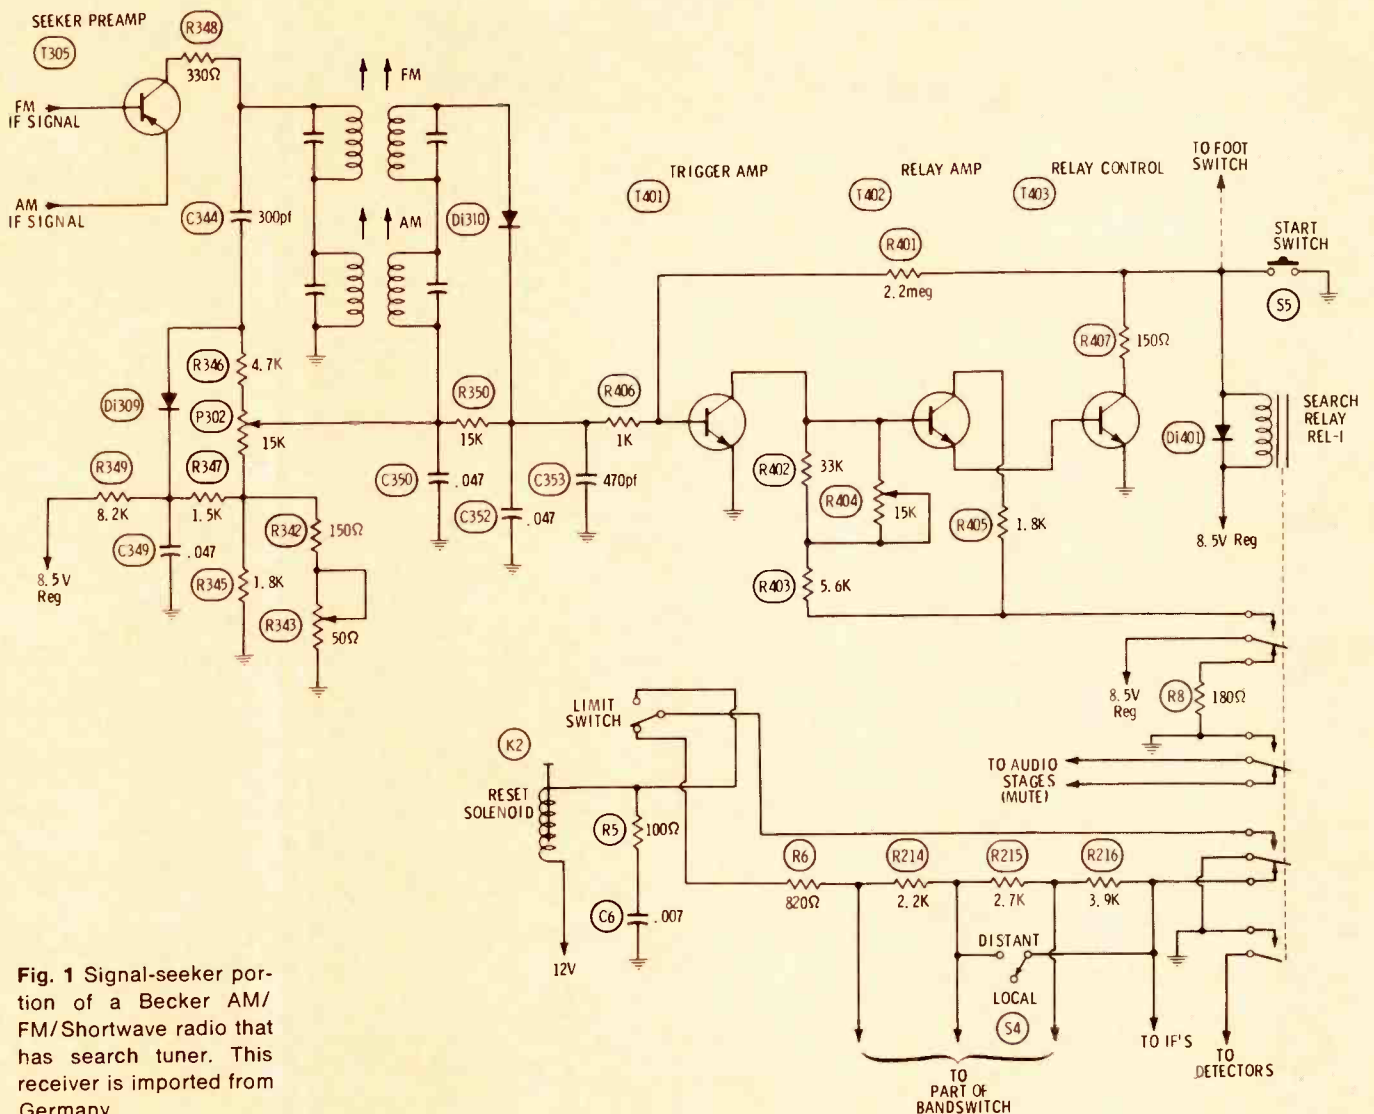 SEEKER PREAMP
T305
R348
330Ω
FM
IF SIGNAL
AM
IF SIGNAL
C344
300pf
FM
AM
Di310
R346
4.7K
Di309
P302
15K
R349
8.2K
R347
1.5K
R342
150Ω
C349
.047
R345
1.8K
R343
50Ω
8.5V
Reg
R350
15K
R406
1K
C350
.047
C352
.047
C353
470pf
TRIGGER AMP
T401
RELAY AMP
T402
RELAY CONTROL
T403
R401
2.2meg
TO FOOT
SWITCH
START
SWITCH
S5
R407
150Ω
R402
33K
R404
15K
R405
1.8K
R403
5.6K
Di401
SEARCH
RELAY
REL-1
8.5V Reg
8.5V
Reg
R8
180Ω
TO AUDIO
STAGES
(MUTE)
LIMIT
SWITCH
K2
RESET
SOLENOID
R5
100Ω
C6
.007
12V
R6
820Ω
R214
2.2K
R215
2.7K
R216
3.9K
DISTANT
LOCAL
S4
TO IF'S
TO
DETECTORS
TO
PART OF
BANDSWITCH
Fig. 1 Signal-seeker por-
tion of a Becker AM/
FM/Shortwave radio that
has search tuner. This
receiver is imported from
Germany